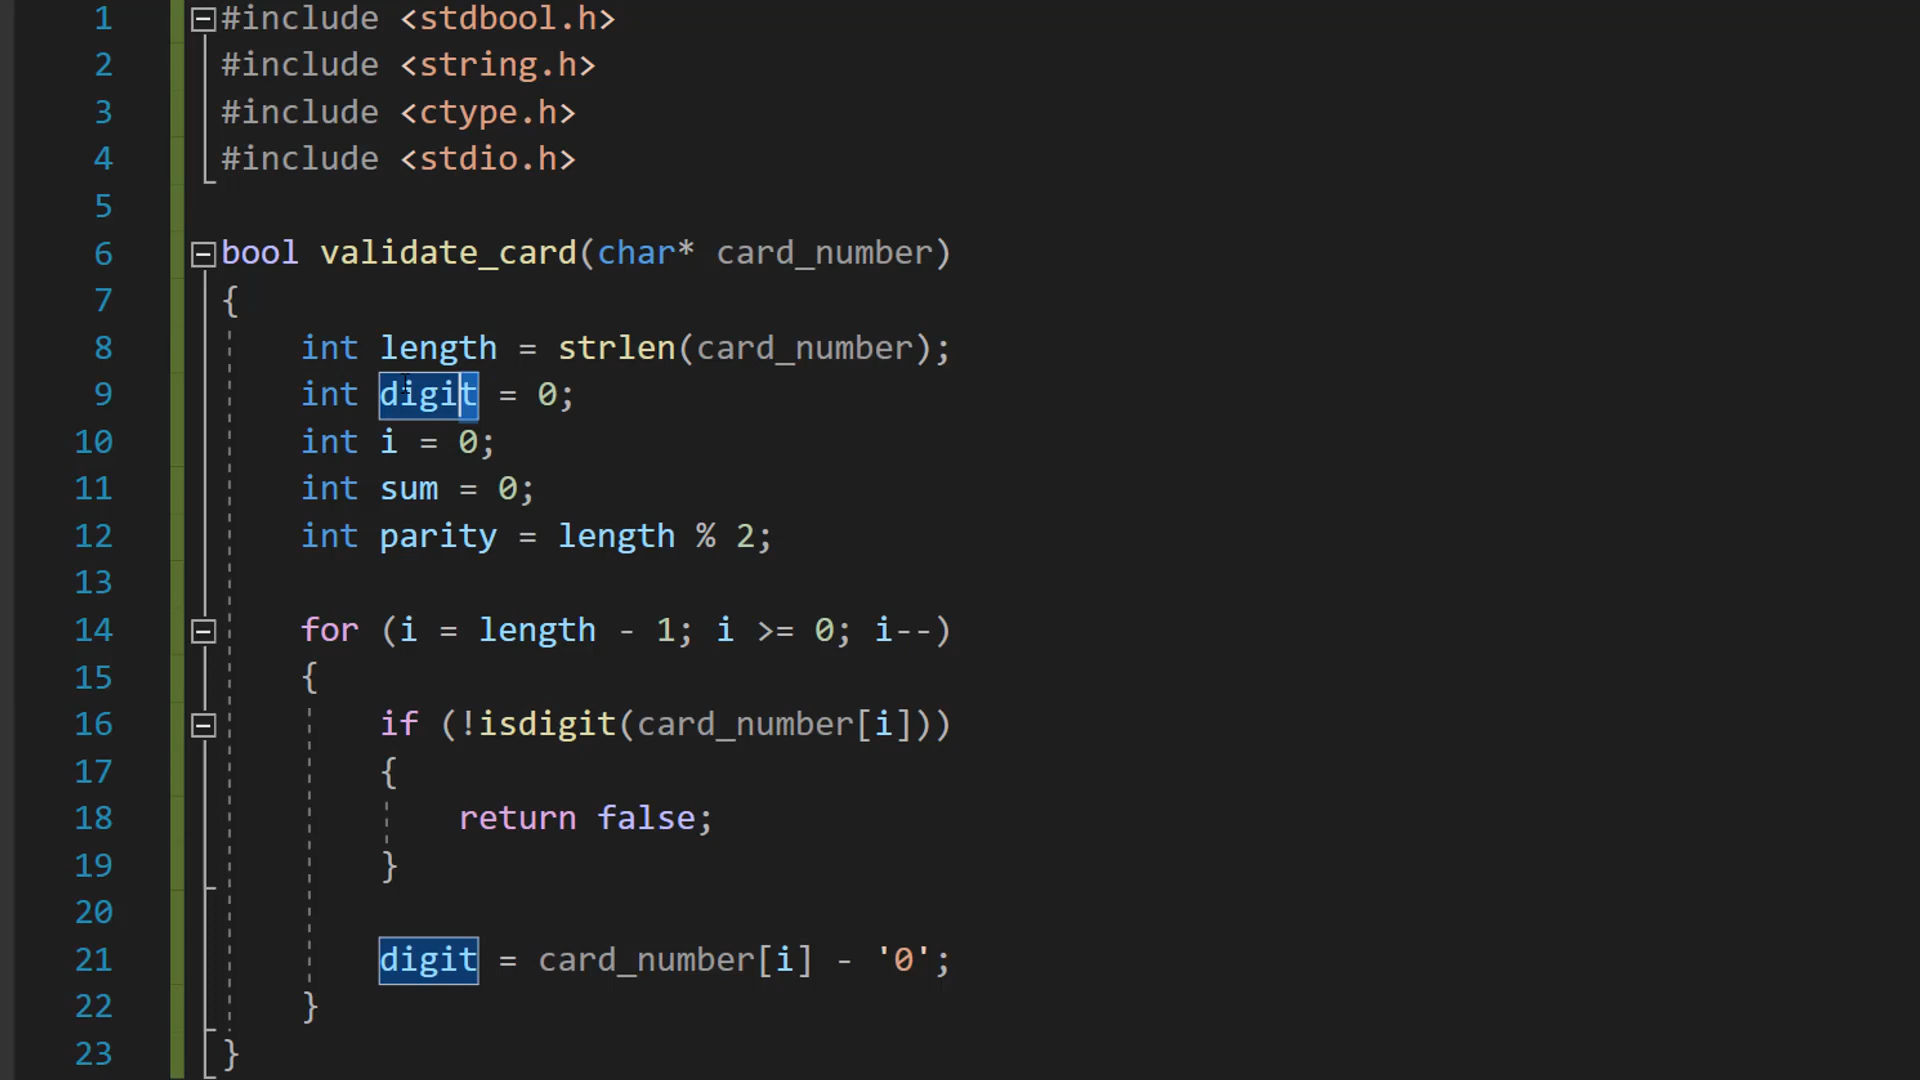 1 #include <stdbool.h>
2 #include <string.h>
3 #include <ctype.h>
4 #include <stdio.h>
5
6 bool validate_card(char* card_number)
7 {
8     int length = strlen(card_number);
9     int digit = 0;
10     int i = 0;
11     int sum = 0;
12     int parity = length % 2;
13
14     for (i = length - 1; i >= 0; i--)
15     {
16         if (!isdigit(card_number[i]))
17         {
18             return false;
19         }
20
21         digit = card_number[i] - '0';
22     }
23 }